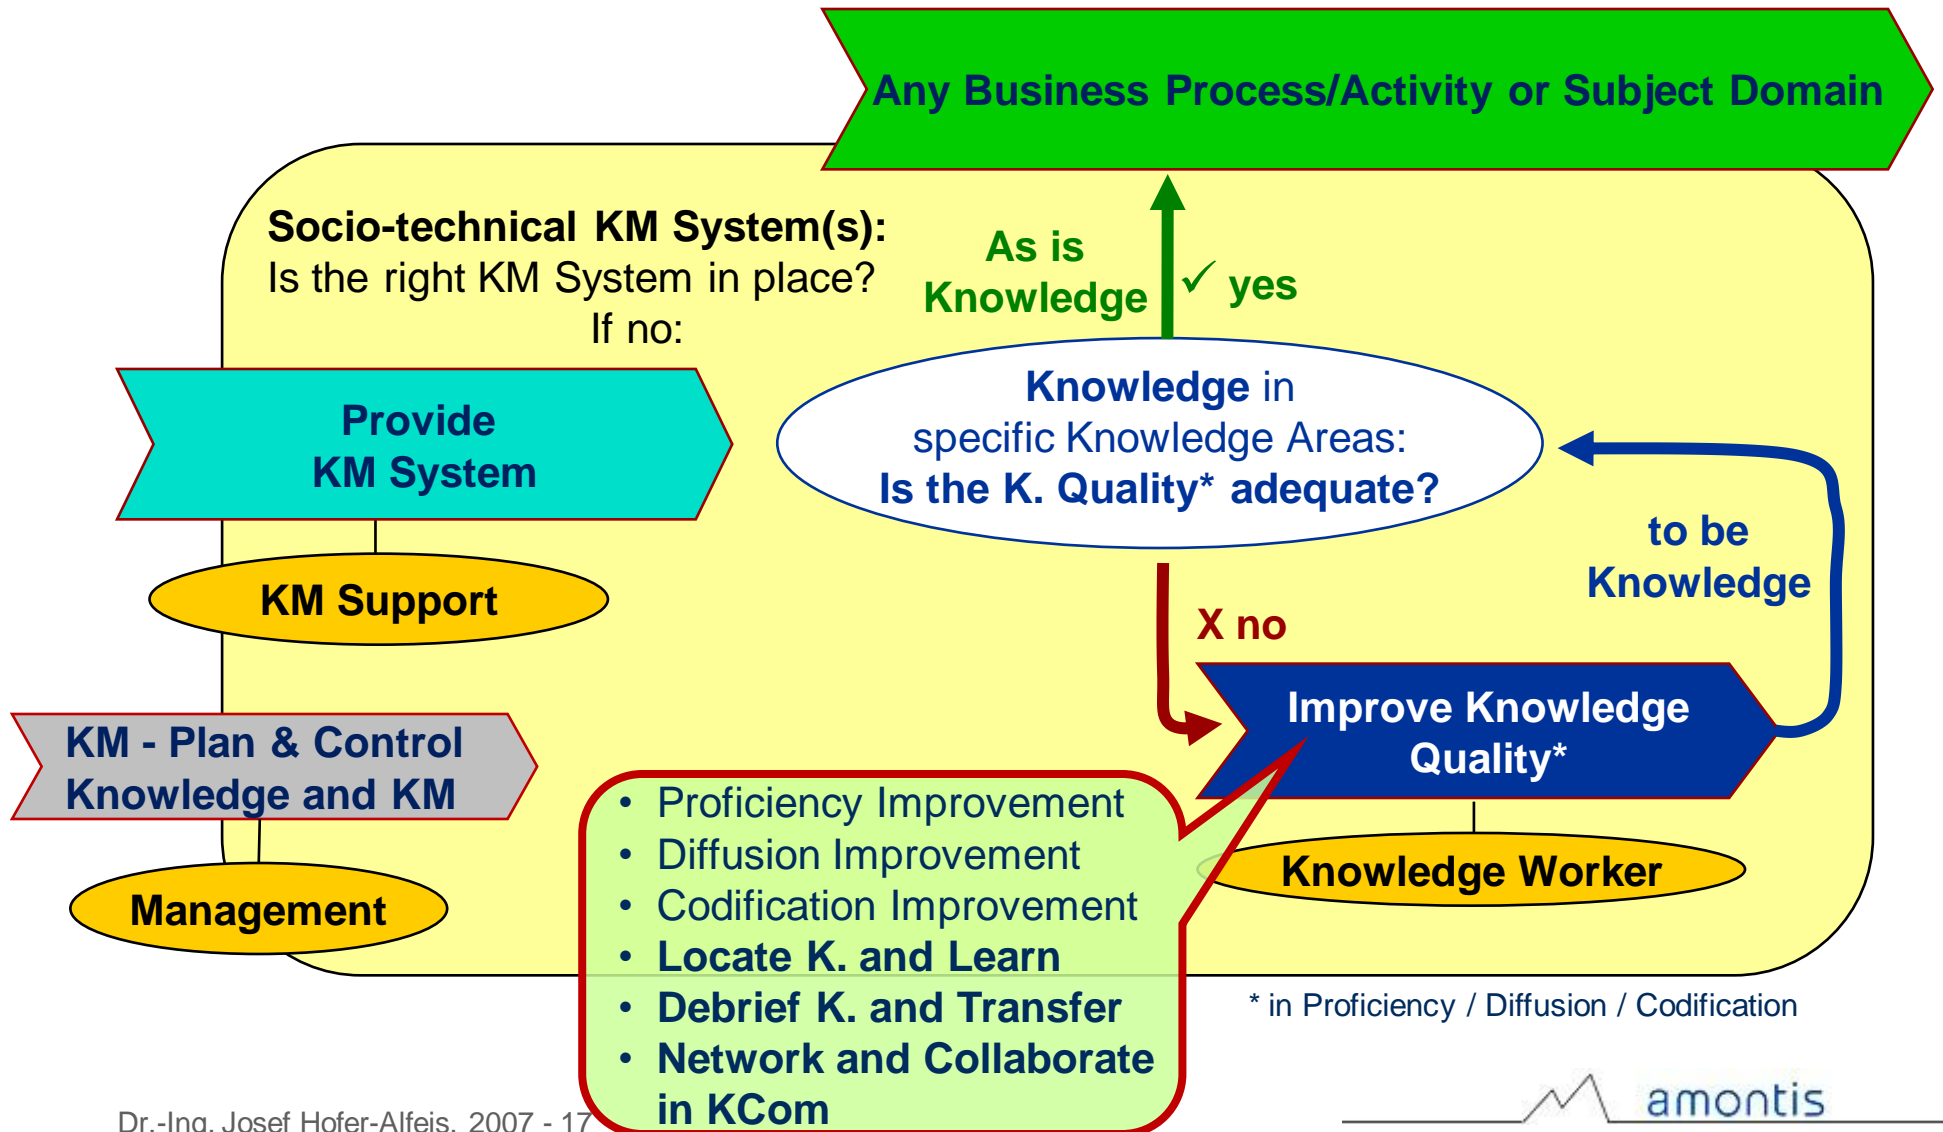 Any Business Process/Activity or Subject Domain
Socio-technical KM System(s):
Is the right KM System in place?
If no:
As is
Knowledge
✓ yes
Provide
KM System
Knowledge in
specific Knowledge Areas:
Is the K. Quality* adequate?
to be
Knowledge
KM Support
X no
Improve Knowledge
Quality*
KM - Plan & Control
Knowledge and KM
• Proficiency Improvement
• Diffusion Improvement
• Codification Improvement
• Locate K. and Learn
• Debrief K. and Transfer
• Network and Collaborate
in KCom
Knowledge Worker
Management
* in Proficiency / Diffusion / Codification
Dr.-Ing. Josef Hofer-Alfeis, 2007 - 17
amontis